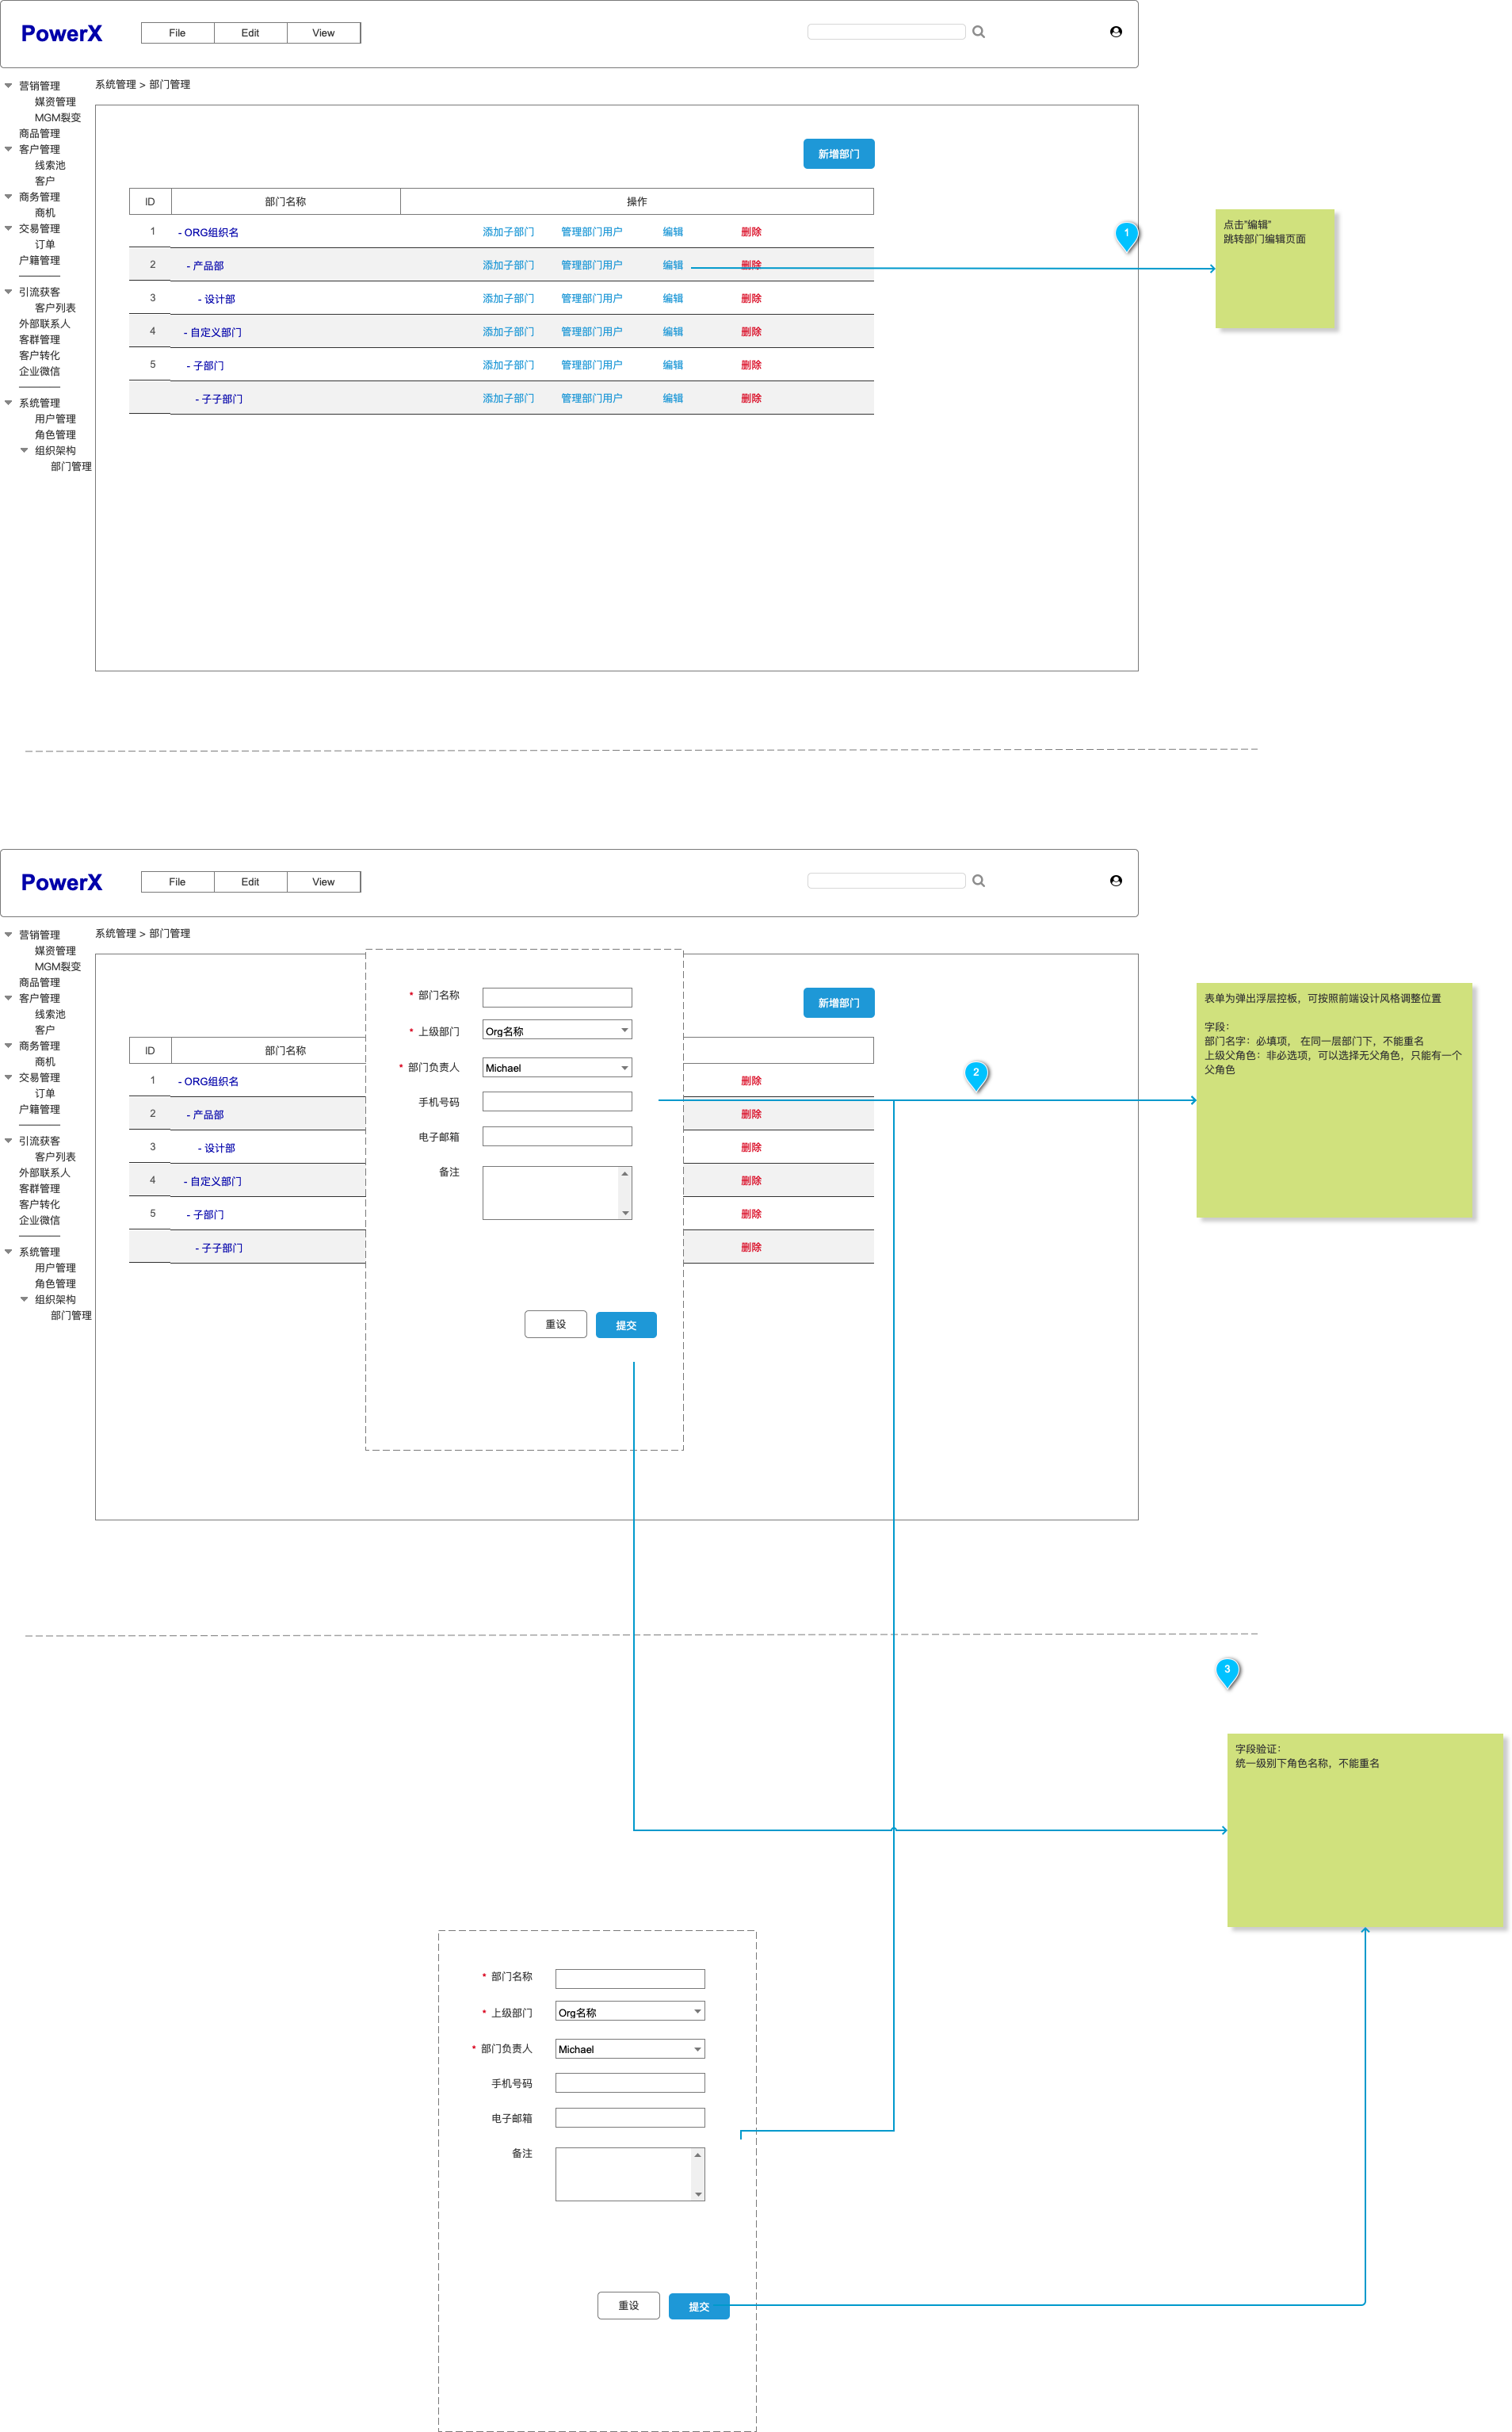 PowerX
File Edit View
营销管理
媒资管理
MGM裂变
商品管理
客户管理
线索池
客户
商务管理
商机
交易管理
订单
户籍管理
引流获客
客户列表
外部联系人
客群管理
客户转化
企业微信
系统管理
用户管理
角色管理
组织架构
部门管理
系统管理 > 部门管理
新增部门
ID 部门名称 操作
1 - ORG组织名 添加子部门 管理部门用户 编辑 删除
2 - 产品部 添加子部门 管理部门用户 编辑 删除
3 - 设计部 添加子部门 管理部门用户 编辑 删除
4 - 自定义部门 添加子部门 管理部门用户 编辑 删除
5 - 子部门 添加子部门 管理部门用户 编辑 删除
- 子子部门 添加子部门 管理部门用户 编辑 删除
1
点击"编辑"
跳转部门编辑页面
PowerX
File Edit View
营销管理
媒资管理
MGM裂变
商品管理
客户管理
线索池
客户
商务管理
商机
交易管理
订单
户籍管理
引流获客
客户列表
外部联系人
客群管理
客户转化
企业微信
系统管理
用户管理
角色管理
组织架构
部门管理
系统管理 > 部门管理
新增部门
ID 部门名称
1 - ORG组织名 删除
2 - 产品部 删除
3 - 设计部 删除
4 - 自定义部门 删除
5 - 子部门 删除
- 子子部门 删除
* 部门名称
* 上级部门 Org名称
* 部门负责人 Michael
手机号码
电子邮箱
备注
重设 提交
2
表单为弹出浮层控板，可按照前端设计风格调整位置
字段：
部门名字：必填项， 在同一层部门下，不能重名
上级父角色：非必选项，可以选择无父角色，只能有一个
父角色
3
字段验证：
统一级别下角色名称，不能重名
* 部门名称
* 上级部门 Org名称
* 部门负责人 Michael
手机号码
电子邮箱
备注
重设 提交